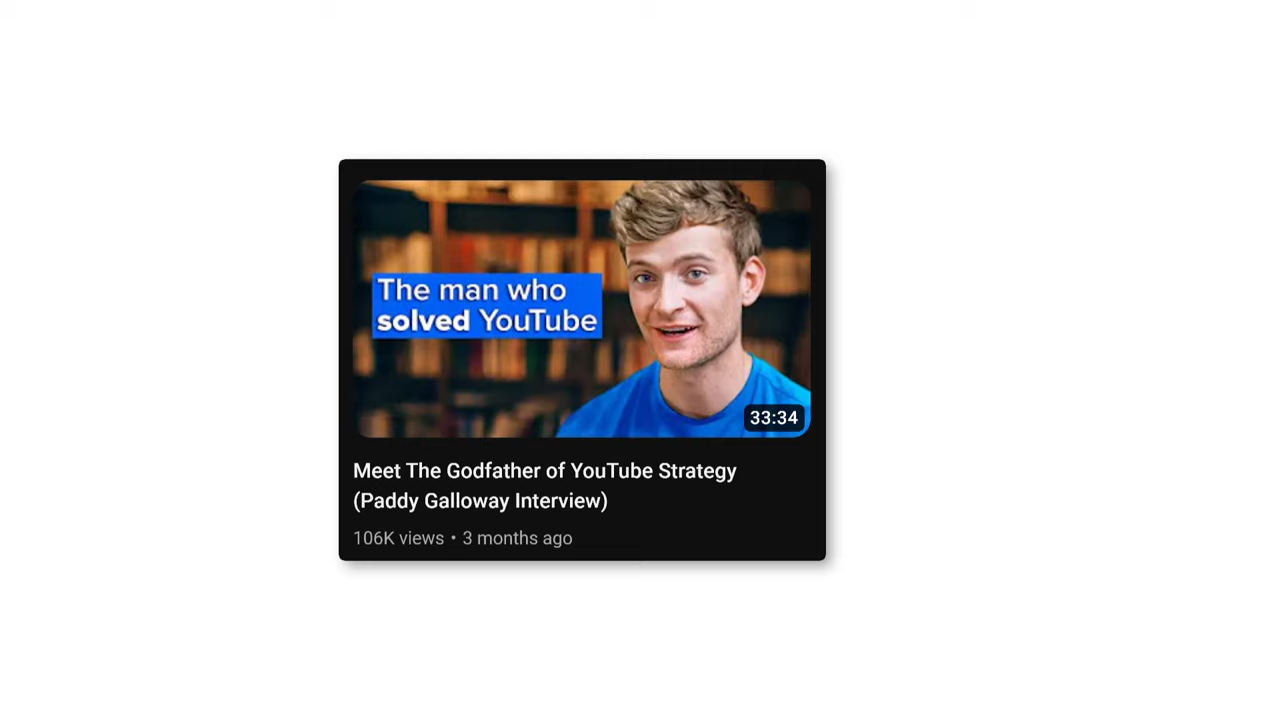 The man who
solved YouTube
33:34
Meet The Godfather of YouTube Strategy
(Paddy Galloway Interview)
106K views • 3 months ago